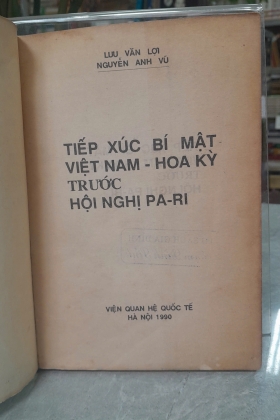 LƯU VĂN LỢI
NGUYỄN ANH VŨ
TIẾP XÚC BÍ MẬT
VIỆT NAM - HOA KỲ
TRƯỚC
HỘI NGHỊ PA-RI
VIỆN QUAN HỆ QUỐC TẾ
HÀ NỘI 1990